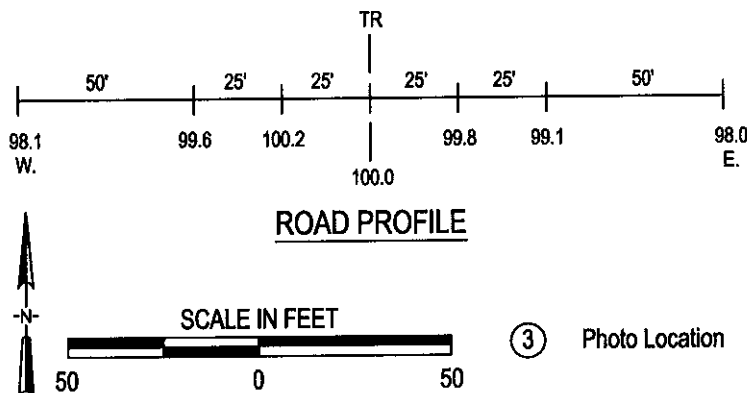 TR
50' 25' 25' 25' 25' 50'
98.1 99.6 100.2 100.0 99.8 99.1 98.0
W. E.
ROAD PROFILE
-N-
SCALE IN FEET
50 0 50
3 Photo Location